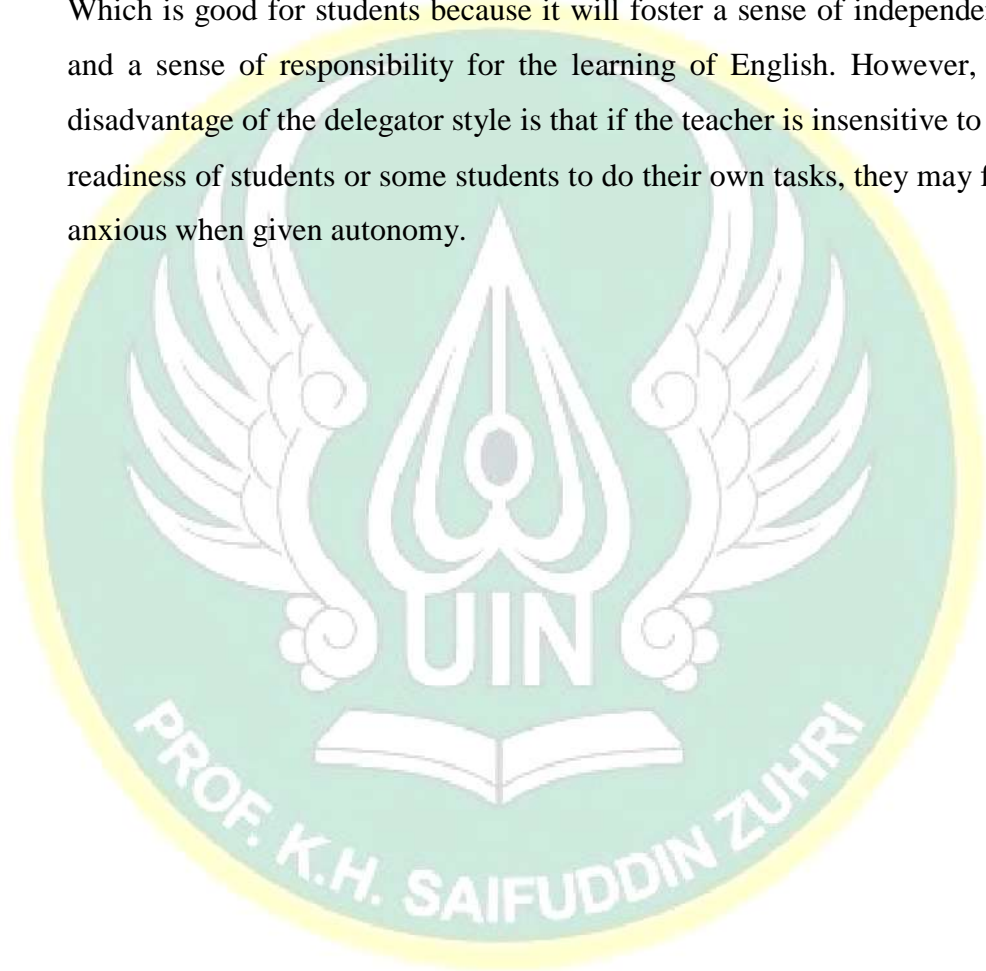 Which is good for students because it will foster a sense of
and a sense of responsibility for the learning of English. However,
disadvantage of the delegator style is that if the teacher is insensitive to
readiness of students or some students to do their own tasks, they may
anxious when given autonomy.
UIN
PROF. K.H. SAIFUDDIN ZUHRI